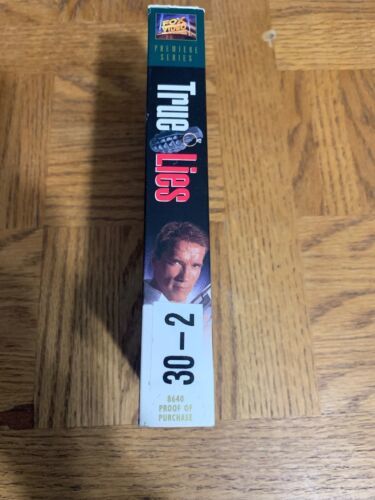 FOX
VIDEO
PREMIERE
SERIES
True Lies
30-2
8640
PROOF OF
PURCHASE